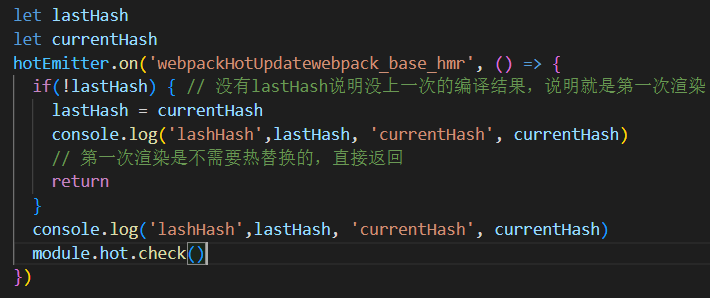 let lastHash
let currentHash
hotEmitter.on('webpackHotUpdatewebpack_base_hmr', () => {
  if(!lastHash) { // 没有lastHash说明没上一次的编译结果，说明就是第一次渲染
    lastHash = currentHash
    console.log('lashHash',lastHash, 'currentHash', currentHash)
    // 第一次渲染是不需要热替换的，直接返回
    return
  }
  console.log('lashHash',lastHash, 'currentHash', currentHash)
  module.hot.check()
})